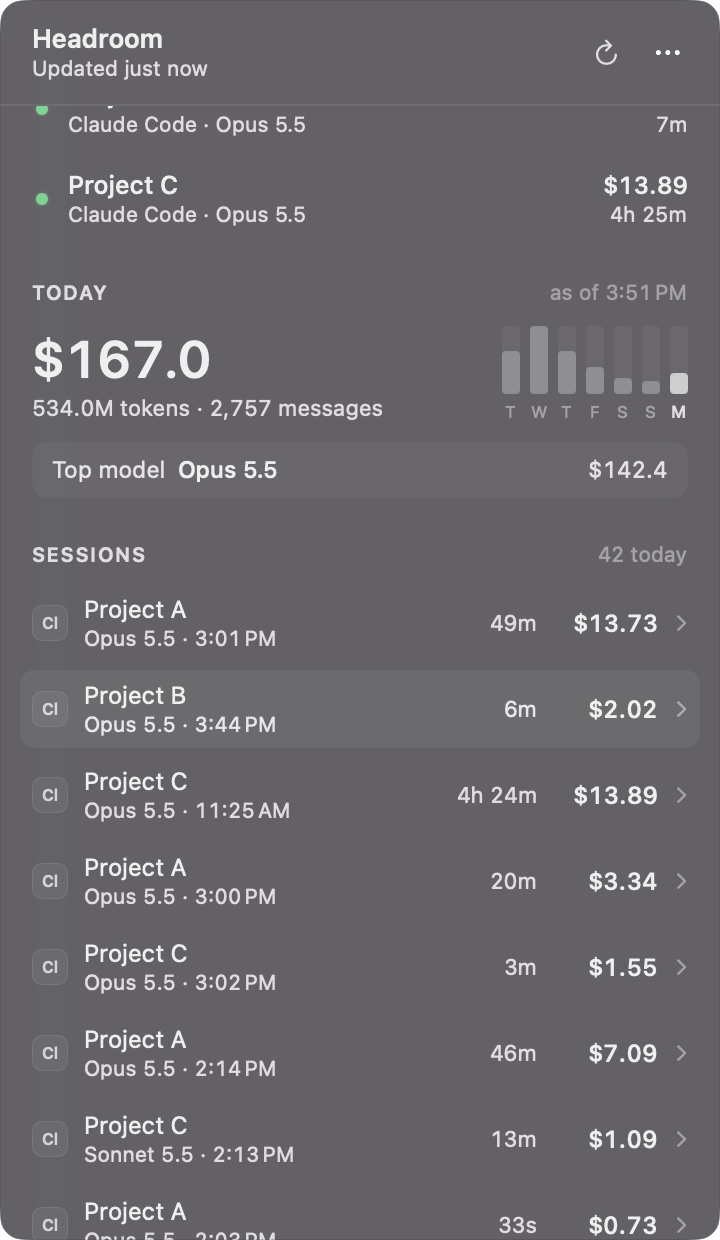 Headroom
Updated just now
Claude Code · Opus 5.5 7m
Project C $13.89
Claude Code · Opus 5.5 4h 25m
TODAY as of 3:51 PM
$167.0
534.0M tokens · 2,757 messages
T W T F S S M
Top model Opus 5.5 $142.4
SESSIONS 42 today
Project A
CI 49m $13.73
Opus 5.5 · 3:01 PM
Project B
CI 6m $2.02
Opus 5.5 · 3:44 PM
Project C
CI 4h 24m $13.89
Opus 5.5 · 11:25 AM
Project A
CI 20m $3.34
Opus 5.5 · 3:00 PM
Project C
CI 3m $1.55
Opus 5.5 · 3:02 PM
Project A
CI 46m $7.09
Opus 5.5 · 2:14 PM
Project C
CI 13m $1.09
Sonnet 5.5 · 2:13 PM
Project A
CI 33s $0.73